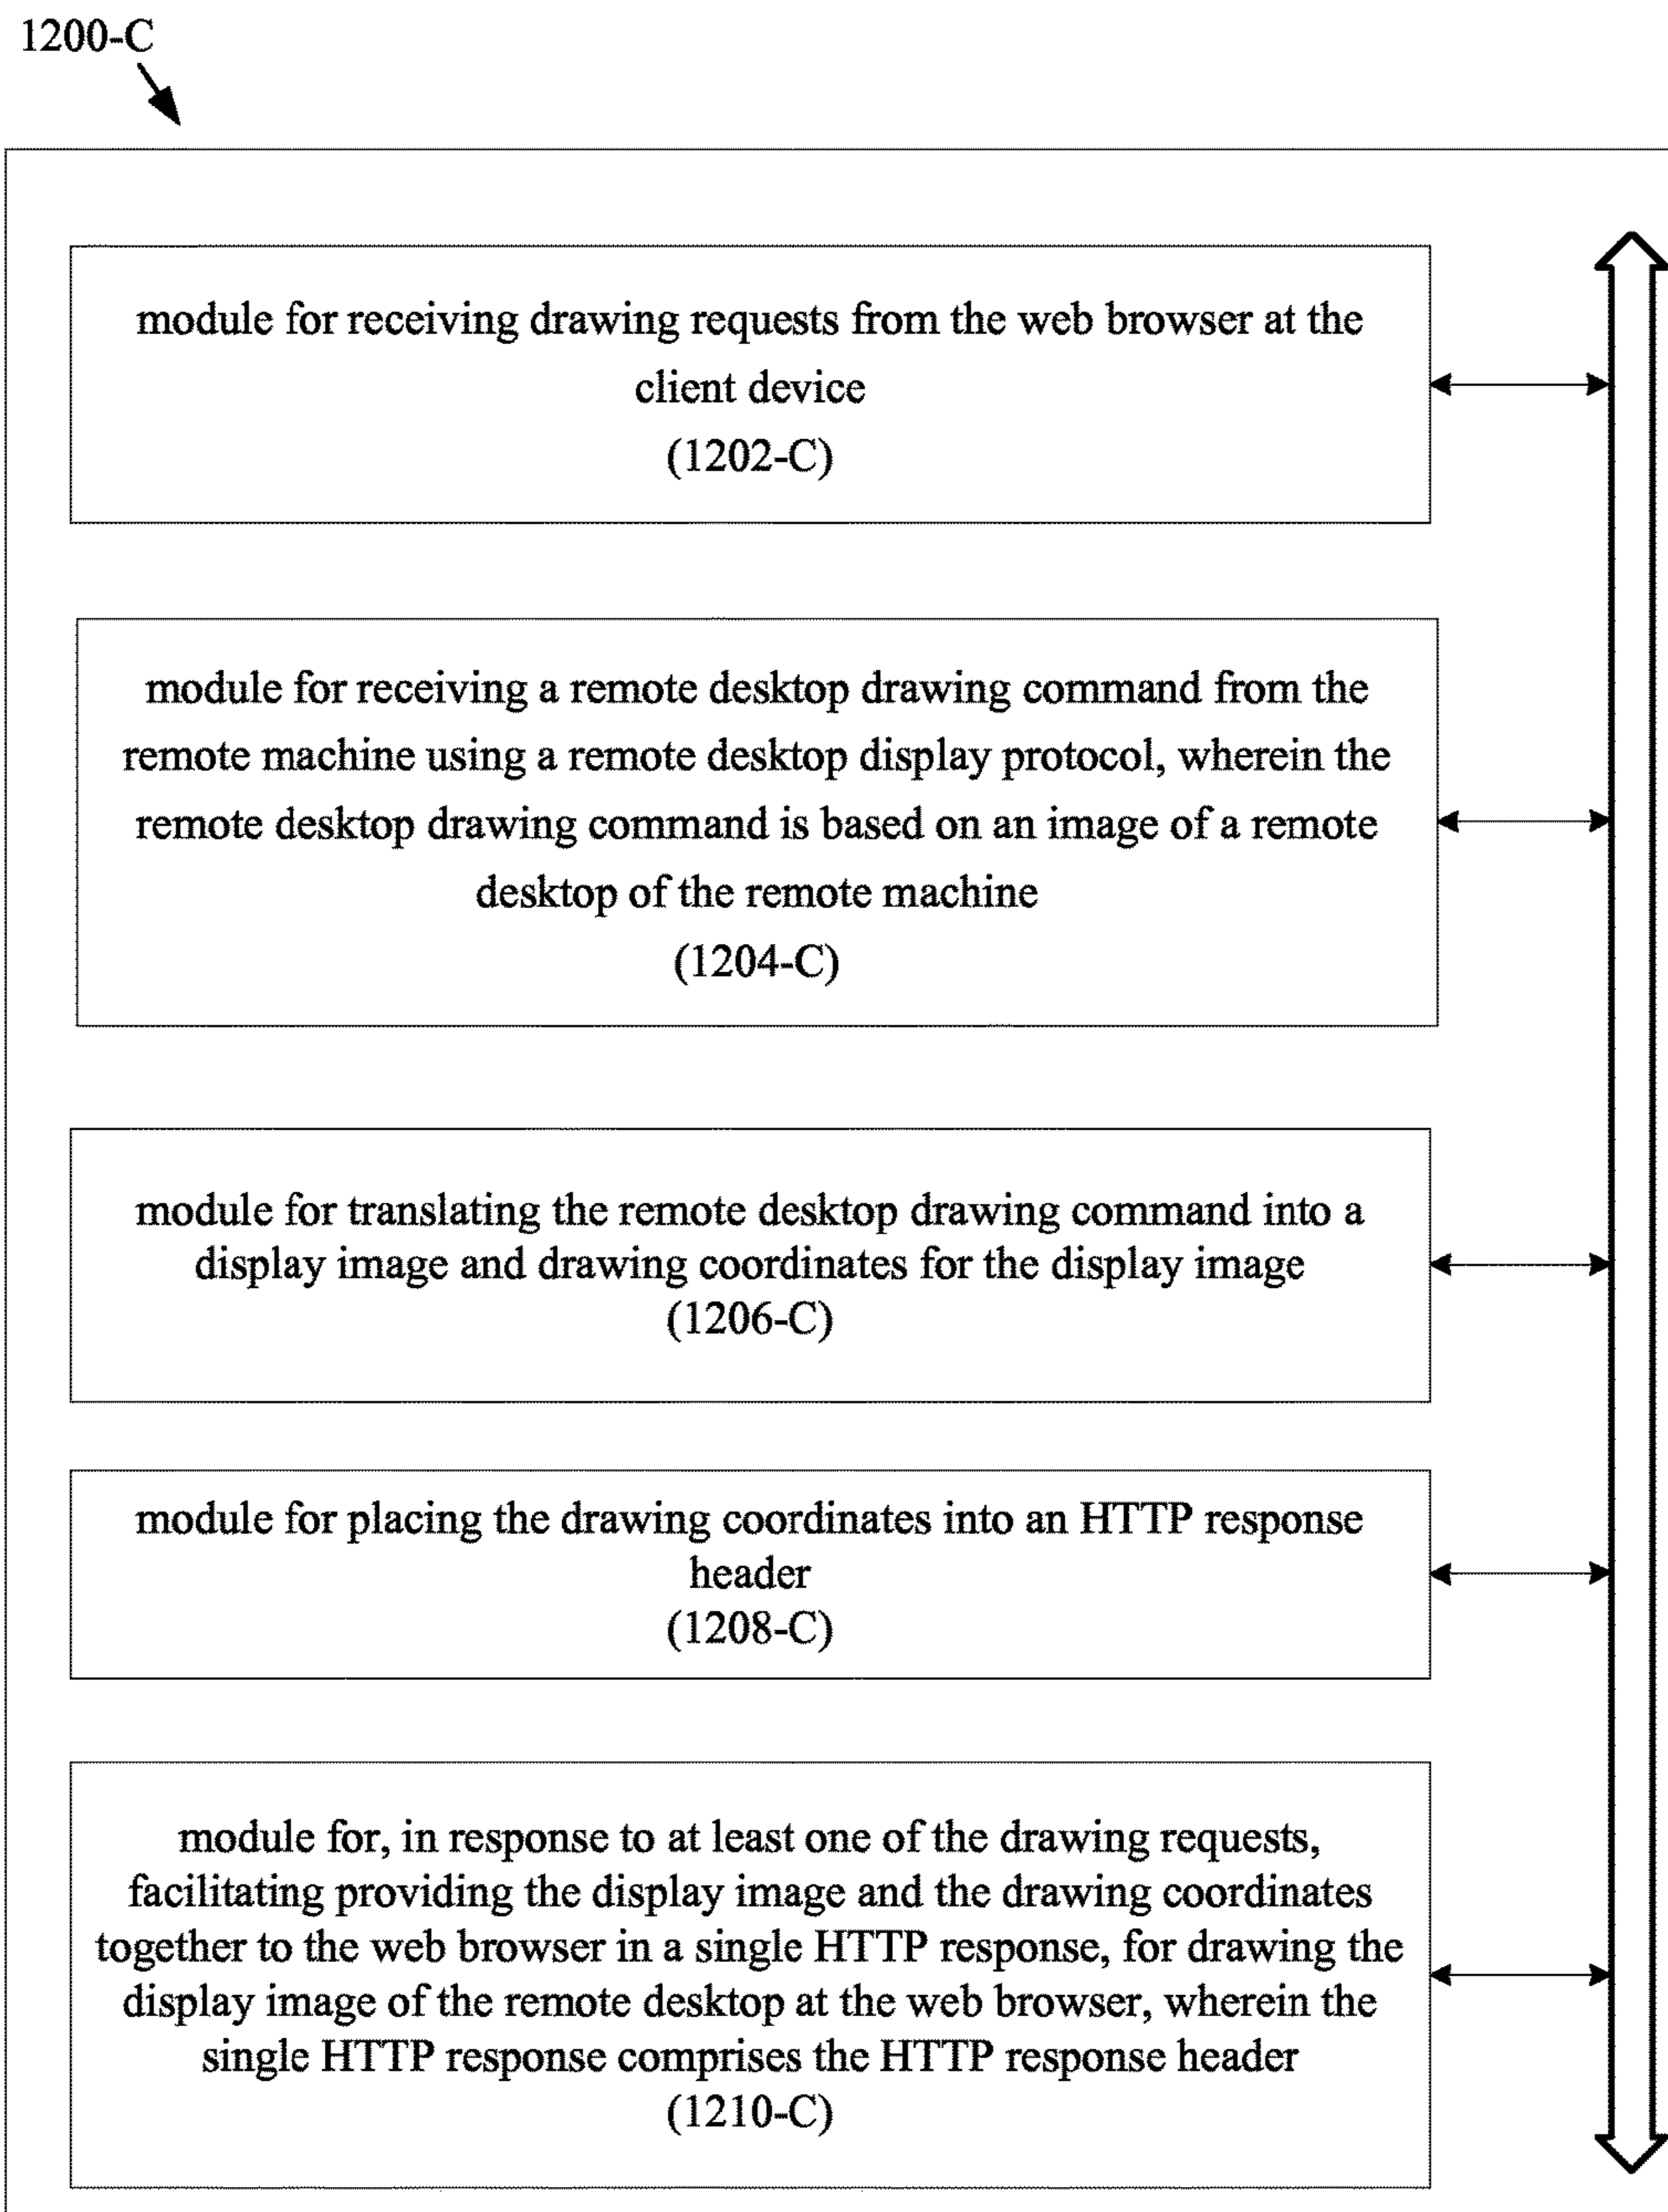 1200-C
module for receiving drawing requests from the web browser at the
client device
(1202-C)
module for receiving a remote desktop drawing command from the
remote machine using a remote desktop display protocol, wherein the
remote desktop drawing command is based on an image of a remote
desktop of the remote machine
(1204-C)
module for translating the remote desktop drawing command into a
display image and drawing coordinates for the display image
(1206-C)
module for placing the drawing coordinates into an HTTP response
header
(1208-C)
module for, in response to at least one of the drawing requests,
facilitating providing the display image and the drawing coordinates
together to the web browser in a single HTTP response, for drawing the
display image of the remote desktop at the web browser, wherein the
single HTTP response comprises the HTTP response header
(1210-C)